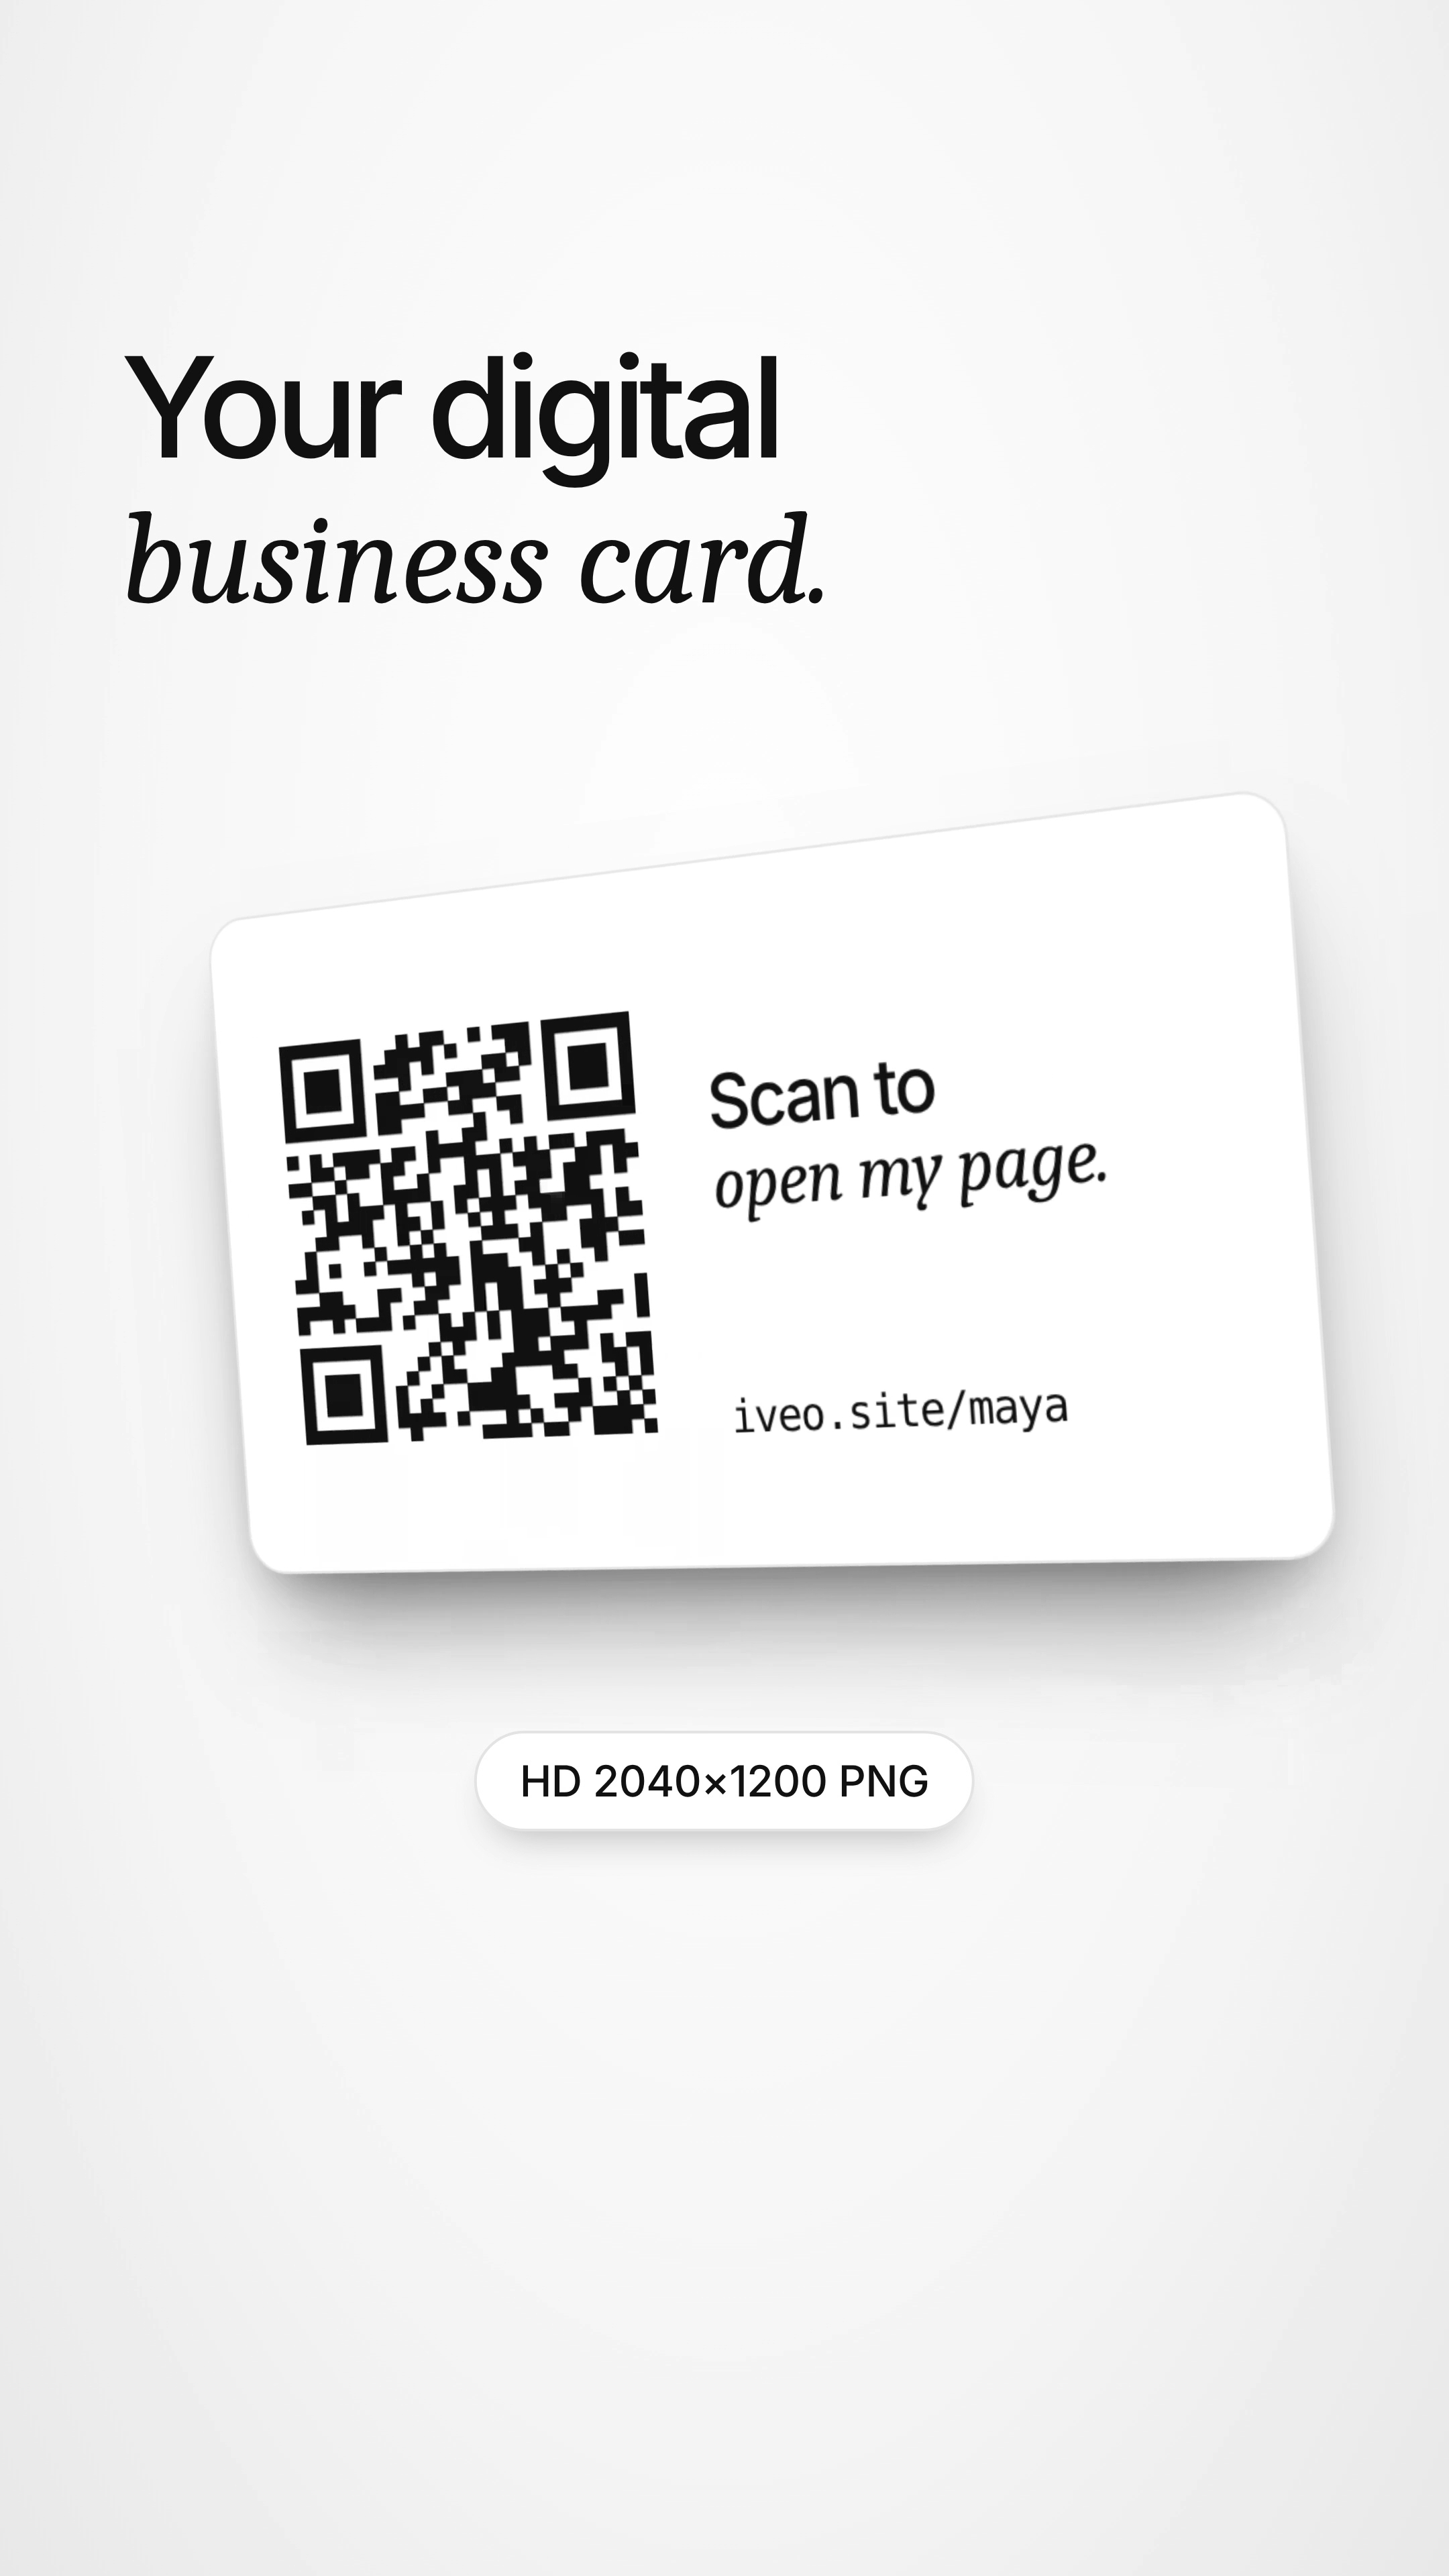 Your digital
business card.
Scan to
open my page.
iveo.site/maya
HD 2040×1200 PNG